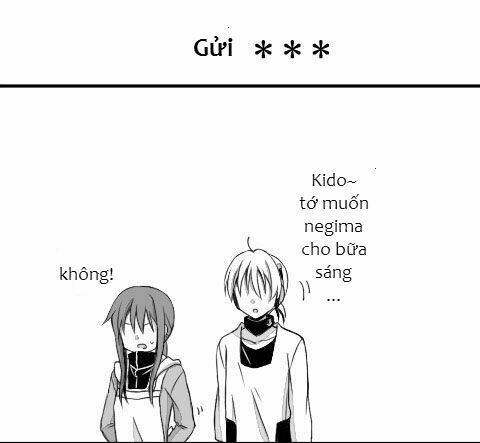 Gửi ***
Kido~
tớ muốn
negima
cho bữa
sáng
...
không!